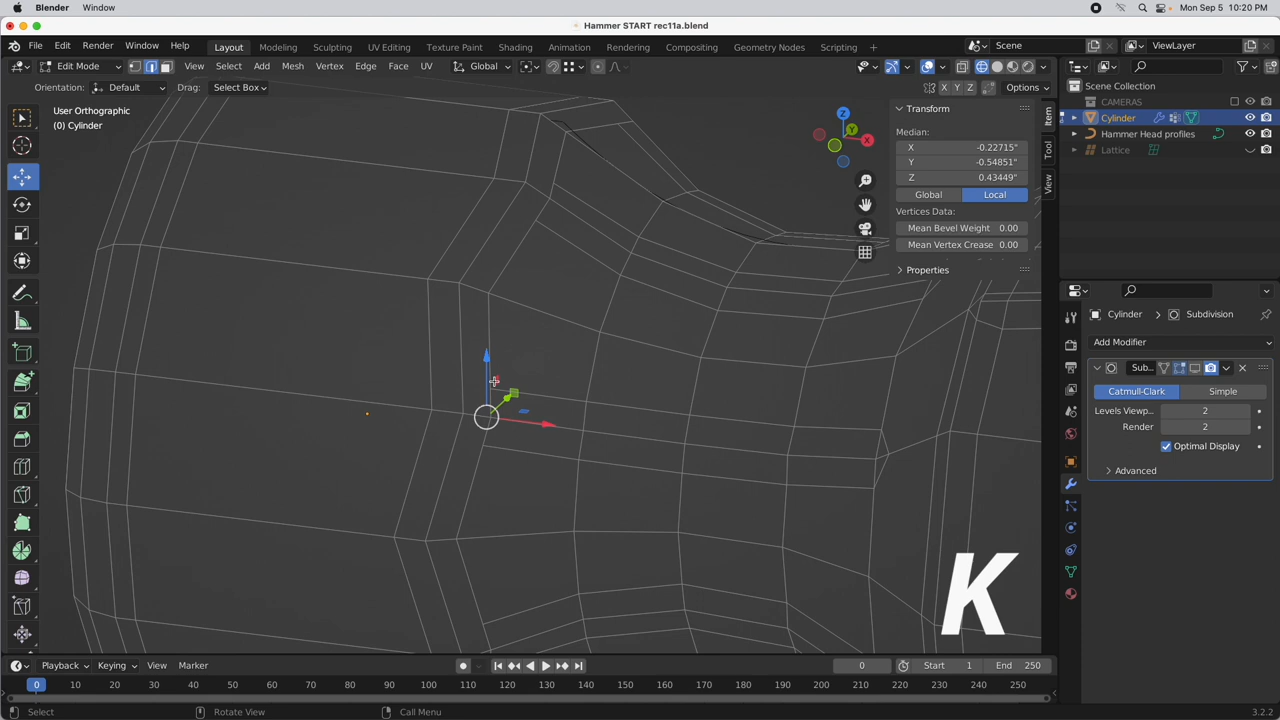 Blender Window Mon Sep 5 10:20 PM
Hammer START rec11a.blend
File Edit Render Window Help Layout Modeling Sculpting UV Editing Texture Paint Shading Animation Rendering Compositing Geometry Nodes Scripting + Scene ViewLayer
Edit Mode View Select Add Mesh Vertex Edge Face UV Global
Orientation: Default Drag: Select Box X Y Z Options
User Orthographic
(0) Cylinder
Z
Y
X
Transform
Median:
X -0.22715"
Y -0.54851"
Z 0.43449"
Global Local
Vertices Data:
Mean Bevel Weight 0.00
Mean Vertex Crease 0.00
Properties
Item
Tool
View
Scene Collection
CAMERAS
Cylinder
Hammer Head profiles
Lattice
Cylinder > Subdivision
Add Modifier
Sub...
Catmull-Clark Simple
Levels Viewp... 2
Render 2
Optimal Display
Advanced
K
Playback Keying View Marker 0 Start 1 End 250
0 10 20 30 40 50 60 70 80 90 100 110 120 130 140 150 160 170 180 190 200 210 220 230 240 250
Select Rotate View Call Menu 3.2.2